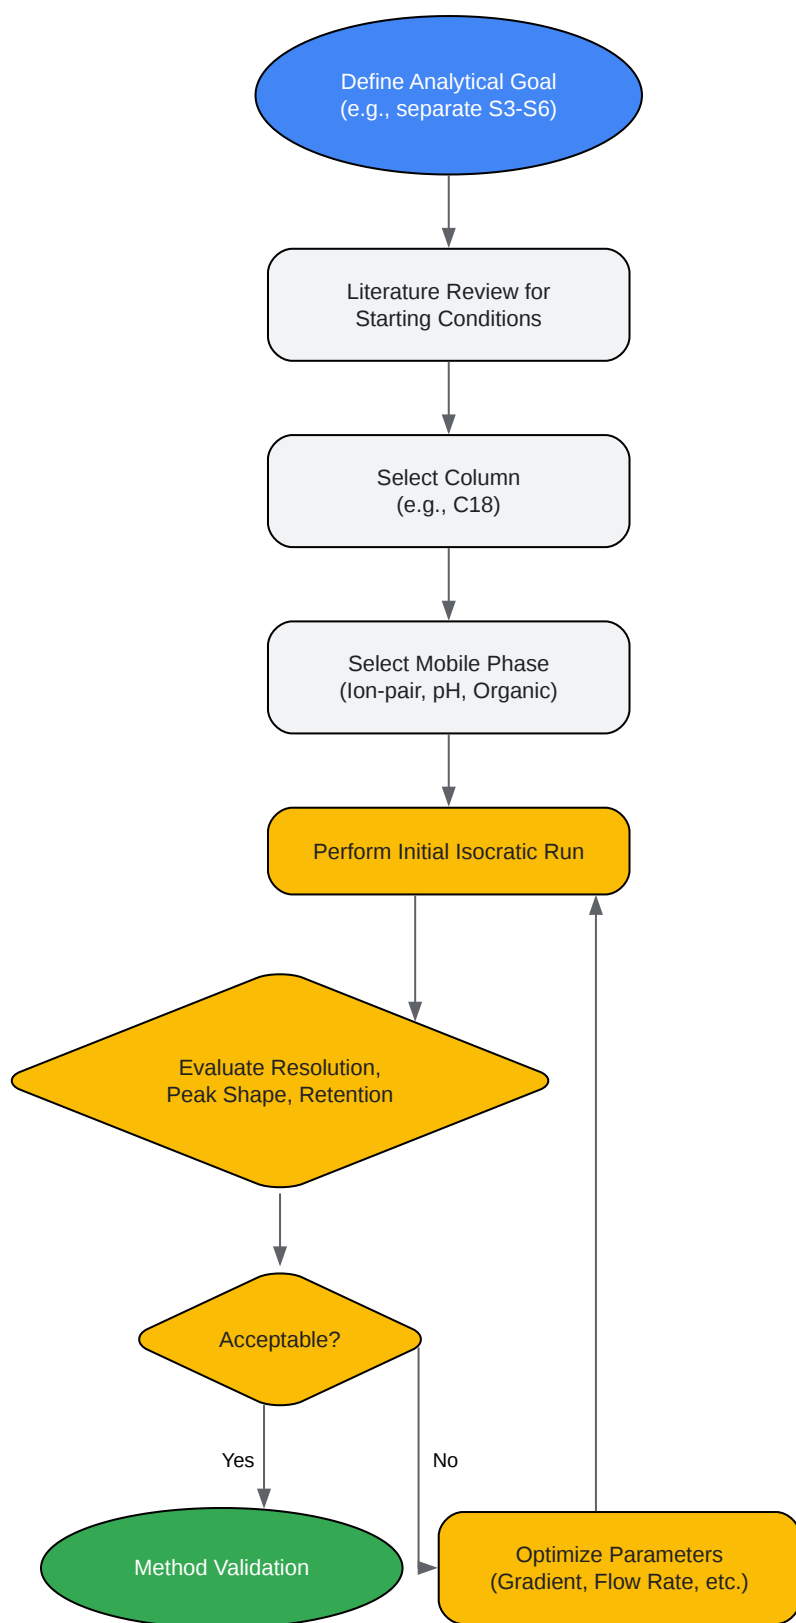 Define Analytical Goal
(e.g., separate S3-S6)
Literature Review for
Starting Conditions
Select Column
(e.g., C18)
Select Mobile Phase
(Ion-pair, pH, Organic)
Perform Initial Isocratic Run
Evaluate Resolution,
Peak Shape, Retention
Acceptable?
Yes
No
Method Validation
Optimize Parameters
(Gradient, Flow Rate, etc.)